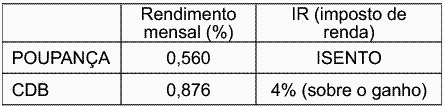 Rendimento mensal (%)
IR (imposto de renda)
POUPANÇA 0,560 ISENTO
CDB 0,876 4% (sobre o ganho)